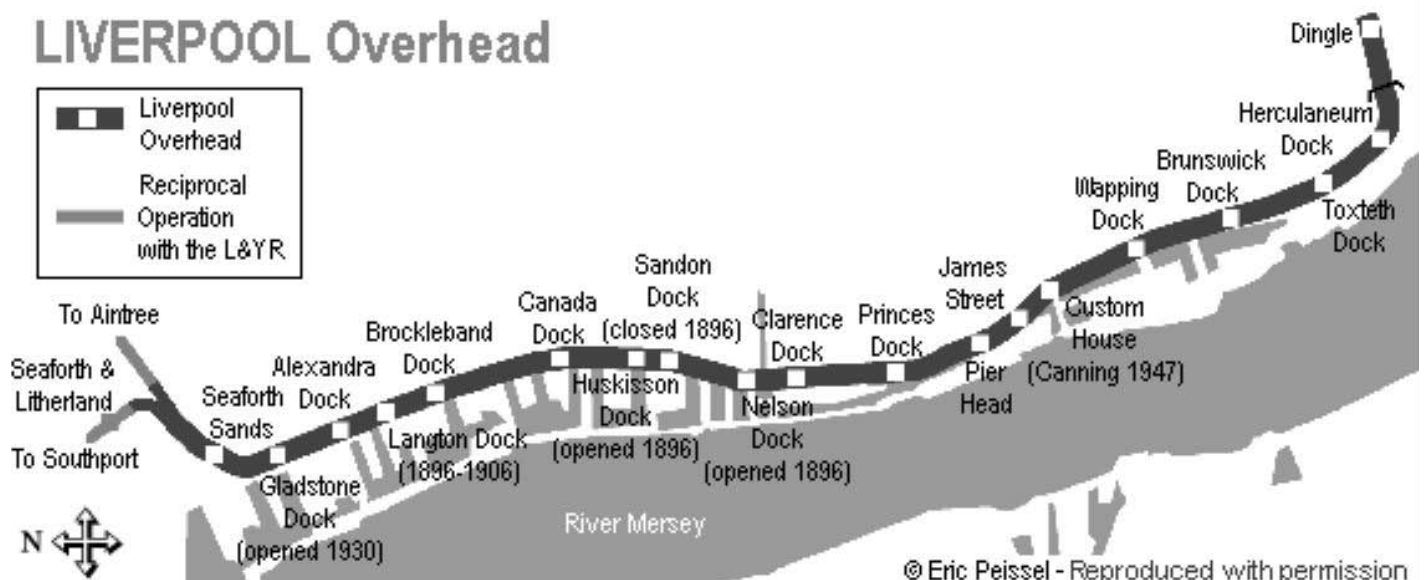 LIVERPOOL Overhead
Liverpool
Overhead
Reciprocal
Operation
with the L&YR
To Aintree
Seaforth &
Litherland
To Southport
Seaforth
Sands
Gladstone
Dock
(opened 1930)
Alexandra
Dock
Langton Dock
(1896-1906)
Brockleband
Dock
Canada
Dock
Huskisson
Dock
(opened 1896)
Sandon
Dock
(closed 1896)
Nelson
Dock
(opened 1896)
Clarence
Dock
Princes
Dock
Pier
Head
James
Street
Custom
House
(Canning 1947)
Wapping
Dock
Brunswick
Dock
Toxteth
Dock
Herculaneum
Dock
Dingle
River Mersey
N
© Eric Peissel - Reproduced with permission